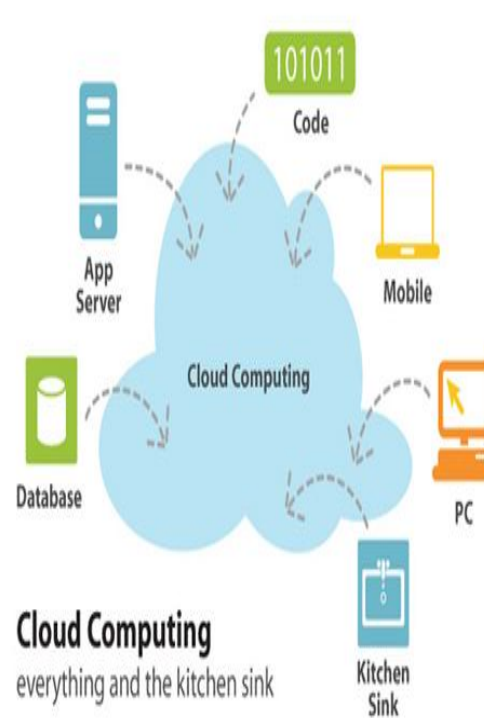 101011
Code
App
Server
Mobile
Cloud Computing
Database
PC
Cloud Computing
everything and the kitchen sink
Kitchen
Sink